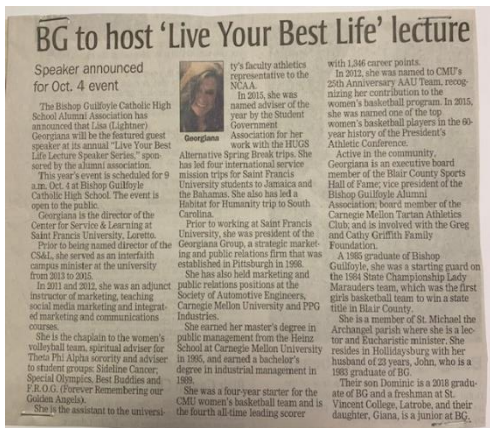 BG to host 'Live Your Best Life' lecture
Speaker announced
for Oct. 4 event
The Bishop Guilfoyle Catholic High
School Alumni Association has
announced that Lisa (Lightner)
Georgiana will be the featured guest
speaker at its annual "Live Your Best
Life Lecture Speaker Series," spon-
sored by the alumni association.
This year's event is scheduled for 9
a.m. Oct. 4 at Bishop Guilfoyle
Catholic High School. The event is
open to the public.
Georgiana is the director of the
Center for Service & Learning at
Saint Francis University, Loretto.
Prior to being named director of the
CS&L, she served as an interfaith
campus minister at the university
from 2013 to 2015.
In 2011 and 2012, she was an adjunct
instructor of marketing, teaching
social media marketing and integrat-
ed marketing and communications
courses.
She is the chaplain to the women's
volleyball team, spiritual adviser for
Theta Phi Alpha sorority and adviser
to student groups: Sideline Cancer,
Special Olympics, Best Buddies and
F.R.O.G. (Forever Remembering our
Golden Angels).
She is the assistant to the universi-
Georgiana
ty's faculty athletics
representative to the
NCAA.
In 2015, she was
named adviser of the
year by the Student
Government
Association for her
work with the HUGS
Alternative Spring Break trips. She
has led four international service
mission trips for Saint Francis
University students to Jamaica and
the Bahamas. She also has led a
Habitat for Humanity trip to South
Carolina.
Prior to working at Saint Francis
University, she was president of the
Georgiana Group, a strategic market-
ing and public relations firm that was
established in Pittsburgh in 1998.
She has also held marketing and
public relations positions at the
Society of Automotive Engineers,
Carnegie Mellon University and PPG
Industries.
She earned her master's degree in
public management from the Heinz
School at Carnegie Mellon University
in 1995, and earned a bachelor's
degree in industrial management in
1989.
She was a four-year starter for the
CMU women's basketball team and is
the fourth all-time leading scorer
with 1,346 career points.
In 2012, she was named to CMU's
25th Anniversary AAU Team, recog-
nizing her contribution to the
women's basketball program. In 2015,
she was named one of the top
women's basketball players in the 60-
year history of the President's
Athletic Conference.
Active in the community,
Georgiana is an executive board
member of the Blair County Sports
Hall of Fame; vice president of the
Bishop Guilfoyle Alumni
Association; board member of the
Carnegie Mellon Tartan Athletics
Club; and is involved with the Greg
and Cathy Griffith Family
Foundation.
A 1985 graduate of Bishop
Guilfoyle, she was a starting guard on
the 1984 State Championship Lady
Marauders team, which was the first
girls basketball team to win a state
title in Blair County.
She is a member of St. Michael the
Archangel parish where she is a lec-
tor and Eucharistic minister. She
resides in Hollidaysburg with her
husband of 23 years, John, who is a
1983 graduate of BG.
Their son Dominic is a 2018 gradu-
ate of BG and a freshman at St.
Vincent College, Latrobe, and their
daughter, Giana, is a junior at BG.